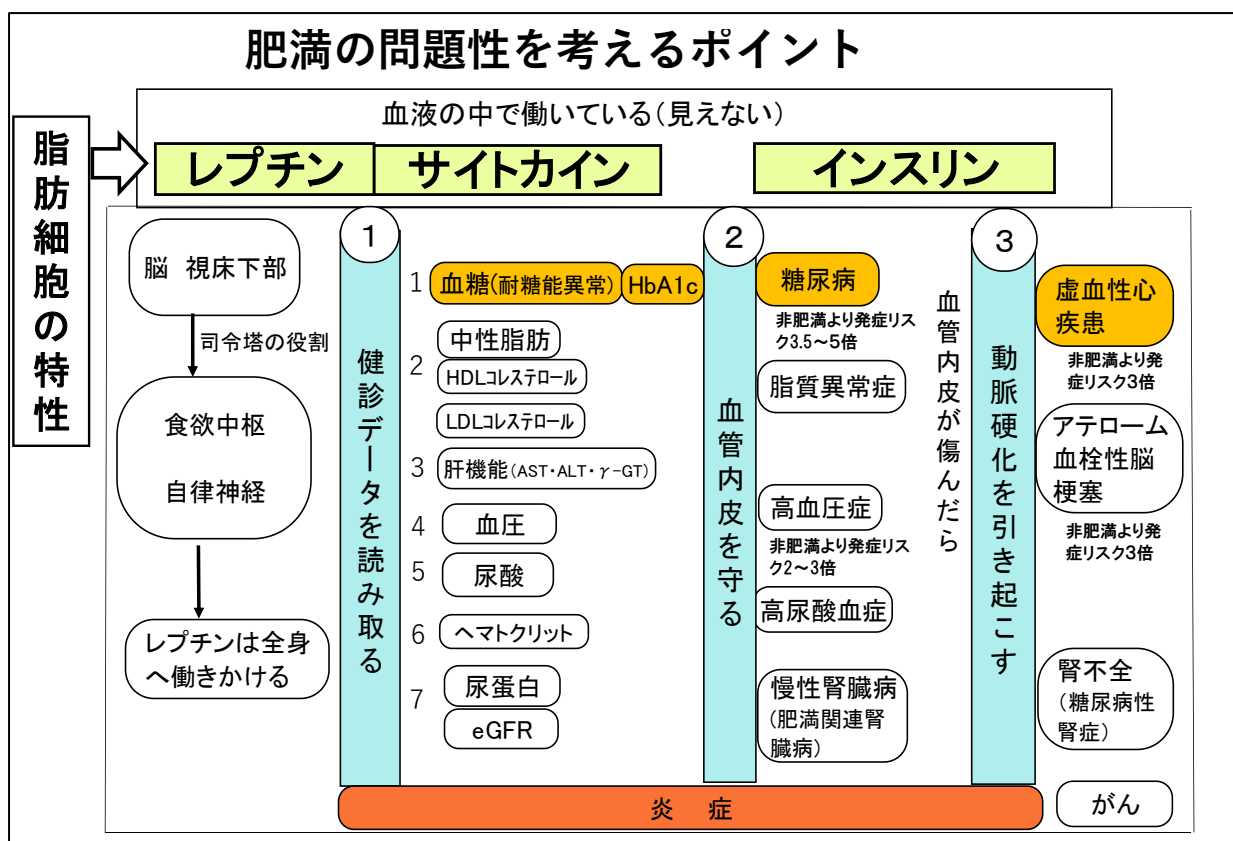 肥満の問題性を考えるポイント
脂肪細胞の特性
血液の中で働いている(見えない)
レプチン
サイトカイン
インスリン
脳 視床下部
司令塔の役割
食欲中枢
自律神経
レプチンは全身
へ働きかける
1
健診データを読み取る
1 血糖(耐糖能異常) HbA1c
2 中性脂肪
HDLコレステロール
LDLコレステロール
3 肝機能(AST・ALT・γ-GT)
4 血圧
5 尿酸
6 ヘマトクリット
7 尿蛋白
eGFR
2
血管内皮を守る
糖尿病
非肥満より発症リス
ク3.5~5倍
脂質異常症
高血圧症
非肥満より発症リス
ク2~3倍
高尿酸血症
慢性腎臓病
(肥満関連腎
臓病)
血管内皮が傷んだら
3
動脈硬化を引き起こす
虚血性心
疾患
非肥満より発
症リスク3倍
アテローム
血栓性脳
梗塞
非肥満より発
症リスク3倍
腎不全
(糖尿病性
腎症)
がん
炎 症